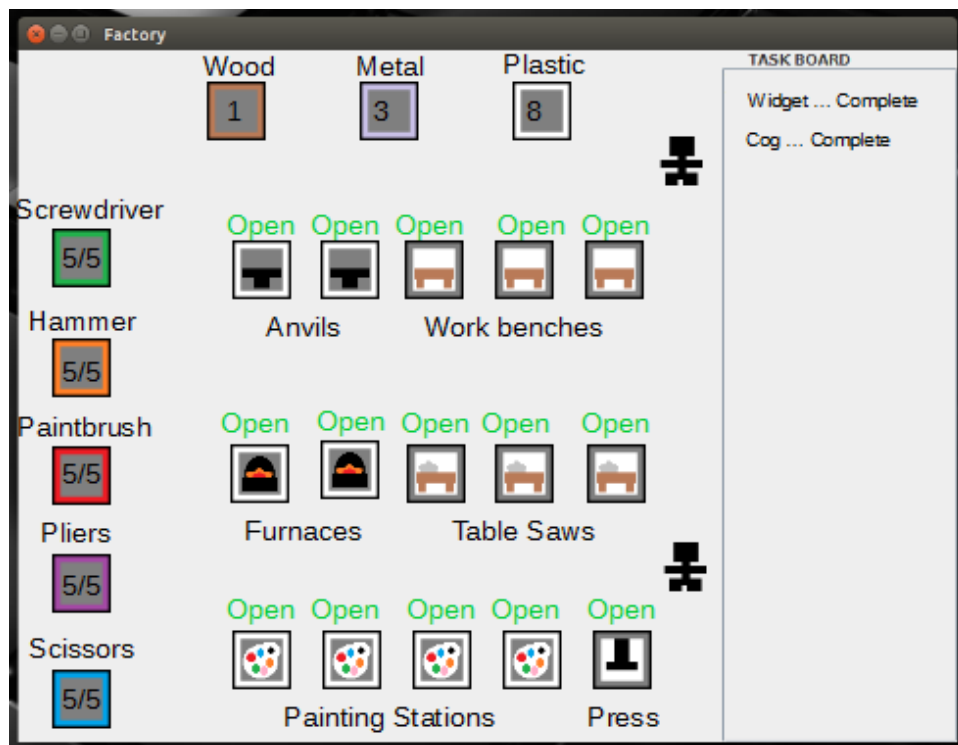 Factory
Wood Metal Plastic
1 3 8
TASK BOARD
Widget ... Complete
Cog ... Complete
Screwdriver
5/5
Open Open Open Open Open
Anvils Work benches
Hammer
5/5
Paintbrush
5/5
Open Open Open Open Open
Furnaces Table Saws
Pliers
5/5
Open Open Open Open Open
Painting Stations Press
Scissors
5/5